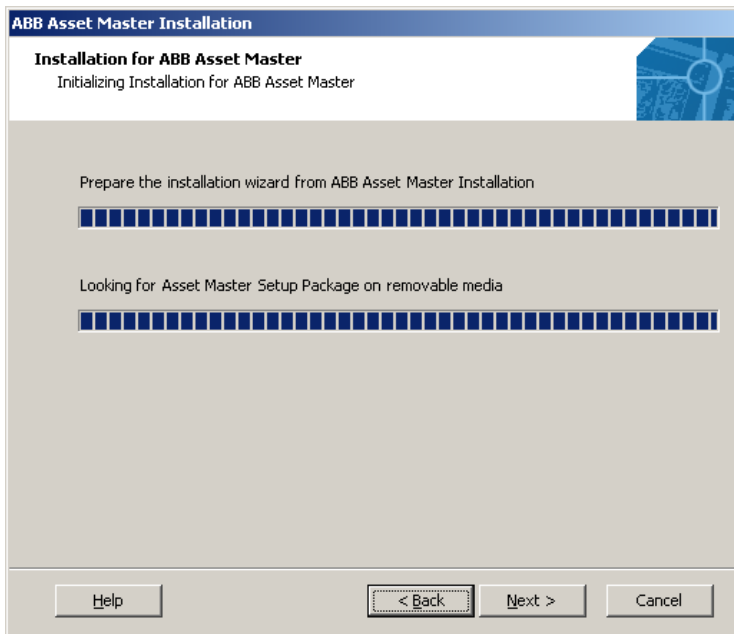 ABB Asset Master Installation
Installation for ABB Asset Master
Initializing Installation for ABB Asset Master
Prepare the installation wizard from ABB Asset Master Installation
Looking for Asset Master Setup Package on removable media
Help
< Back
Next >
Cancel